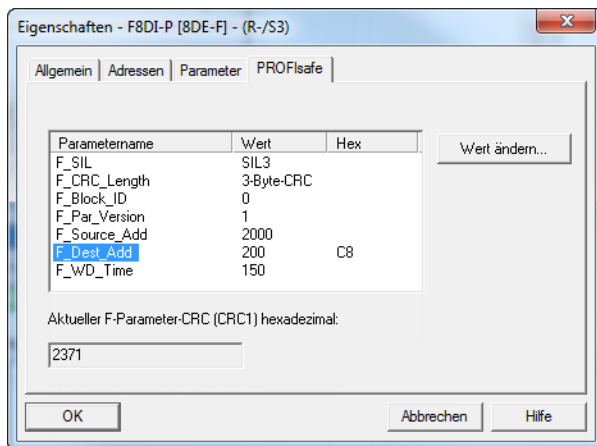 Eigenschaften - F8DI-P [8DE-F] - (R-/S3)
Allgemein Adressen Parameter PROFIsafe
Parametername Wert Hex
F_SIL SIL3
F_CRC_Length 3-Byte-CRC
F_Block_ID 0
F_Par_Version 1
F_Source_Add 2000
F_Dest_Add 200 C8
F_WD_Time 150
Wert ändern...
Aktueller F-Parameter-CRC (CRC1) hexadezimal:
2371
OK Abbrechen Hilfe